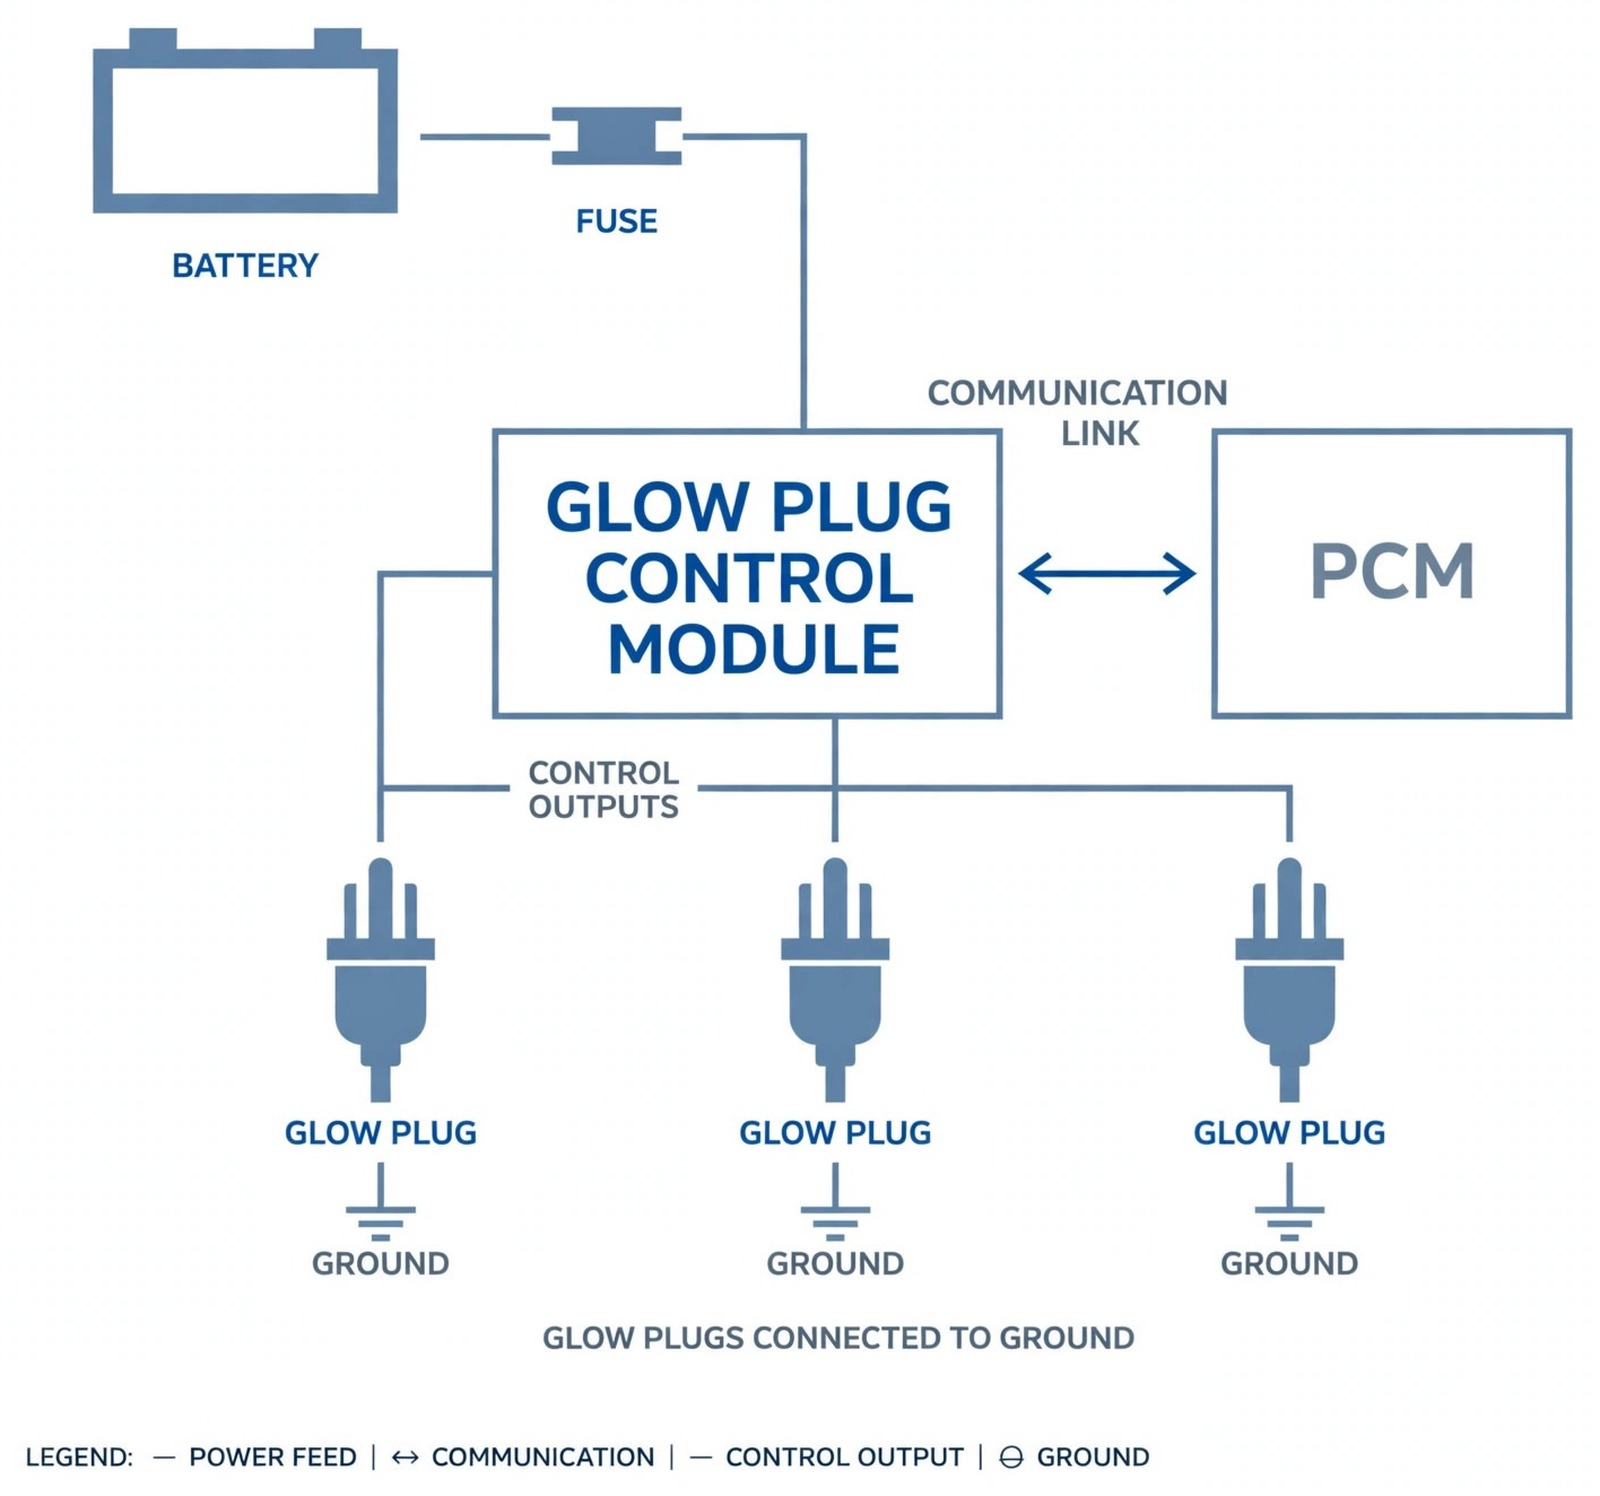 FUSE
BATTERY
COMMUNICATION
LINK
GLOW PLUG
CONTROL
MODULE
PCM
CONTROL
OUTPUTS
GLOW PLUG
GLOW PLUG
GLOW PLUG
GROUND
GROUND
GROUND
GLOW PLUGS CONNECTED TO GROUND
LEGEND: — POWER FEED | ↔ COMMUNICATION | — CONTROL OUTPUT | ⊖ GROUND